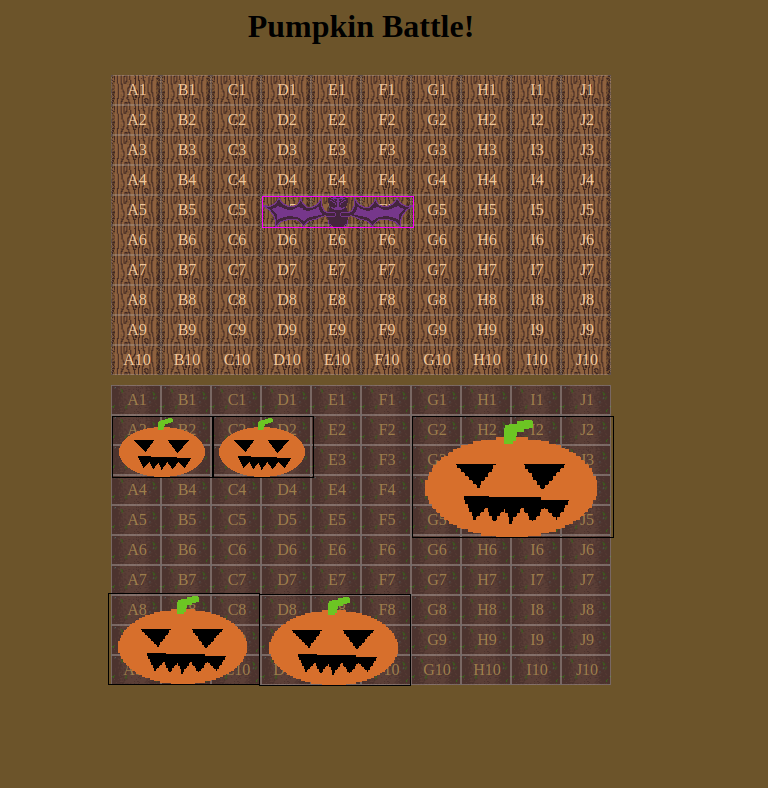 Pumpkin Battle!
A1 B1 C1 D1 E1 F1 G1 H1 I1 J1
A2 B2 C2 D2 E2 F2 G2 H2 I2 J2
A3 B3 C3 D3 E3 F3 G3 H3 I3 J3
A4 B4 C4 D4 E4 F4 G4 H4 I4 J4
A5 B5 C5 G5 H5 I5 J5
A6 B6 C6 D6 E6 F6 G6 H6 I6 J6
A7 B7 C7 D7 E7 F7 G7 H7 I7 J7
A8 B8 C8 D8 E8 F8 G8 H8 I8 J8
A9 B9 C9 D9 E9 F9 G9 H9 I9 J9
A10 B10 C10 D10 E10 F10 G10 H10 I10 J10
A1 B1 C1 D1 E1 F1 G1 H1 I1 J1
A2 B2 C2 D2 E2 F2 G2 H2 J2
E3 F3
A4 B4 C4 D4 E4 F4
A5 B5 C5 D5 E5 F5 G5 J5
A6 B6 C6 D6 E6 F6 G6 H6 I6 J6
A7 B7 C7 D7 E7 F7 G7 H7 I7 J7
A8 C8 D8 F8 G8 H8 I8 J8
G9 H9 I9 J9
G10 H10 I10 J10